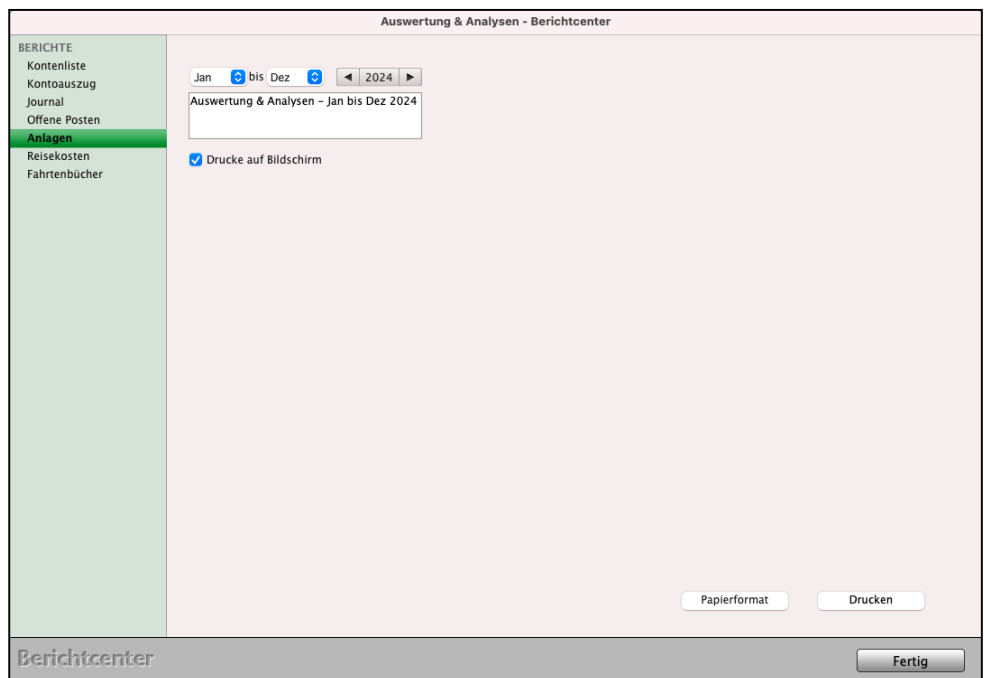 Auswertung & Analysen - Berichtcenter
BERICHTE
Kontenliste
Kontoauszug
Journal
Offene Posten
Anlagen
Reisekosten
Fahrtenbücher
Jan bis Dez ◀ 2024 ▶
Auswertung & Analysen – Jan bis Dez 2024
Drucke auf Bildschirm
Papierformat Drucken
Berichtcenter Fertig